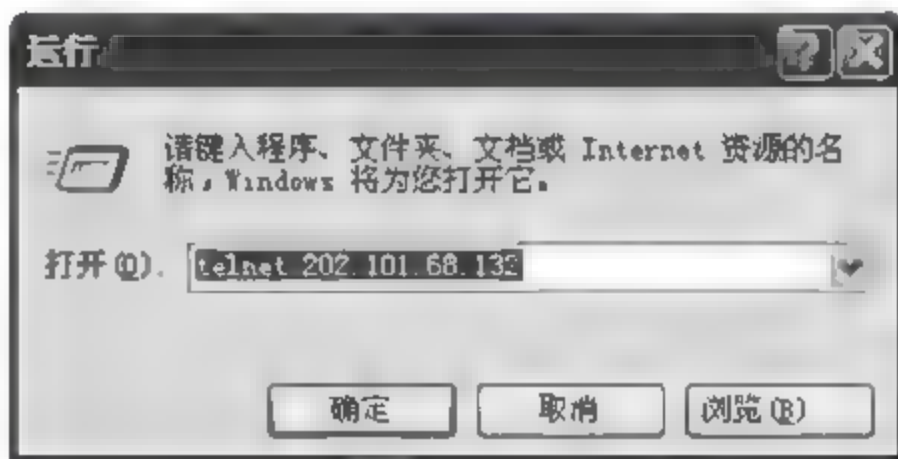 运行
请键入程序、文件夹、文档或 Internet 资源的名
称，Windows 将为您打开它。
打开(O):
telnet 202.101.68.132
确定
取消
浏览(B)